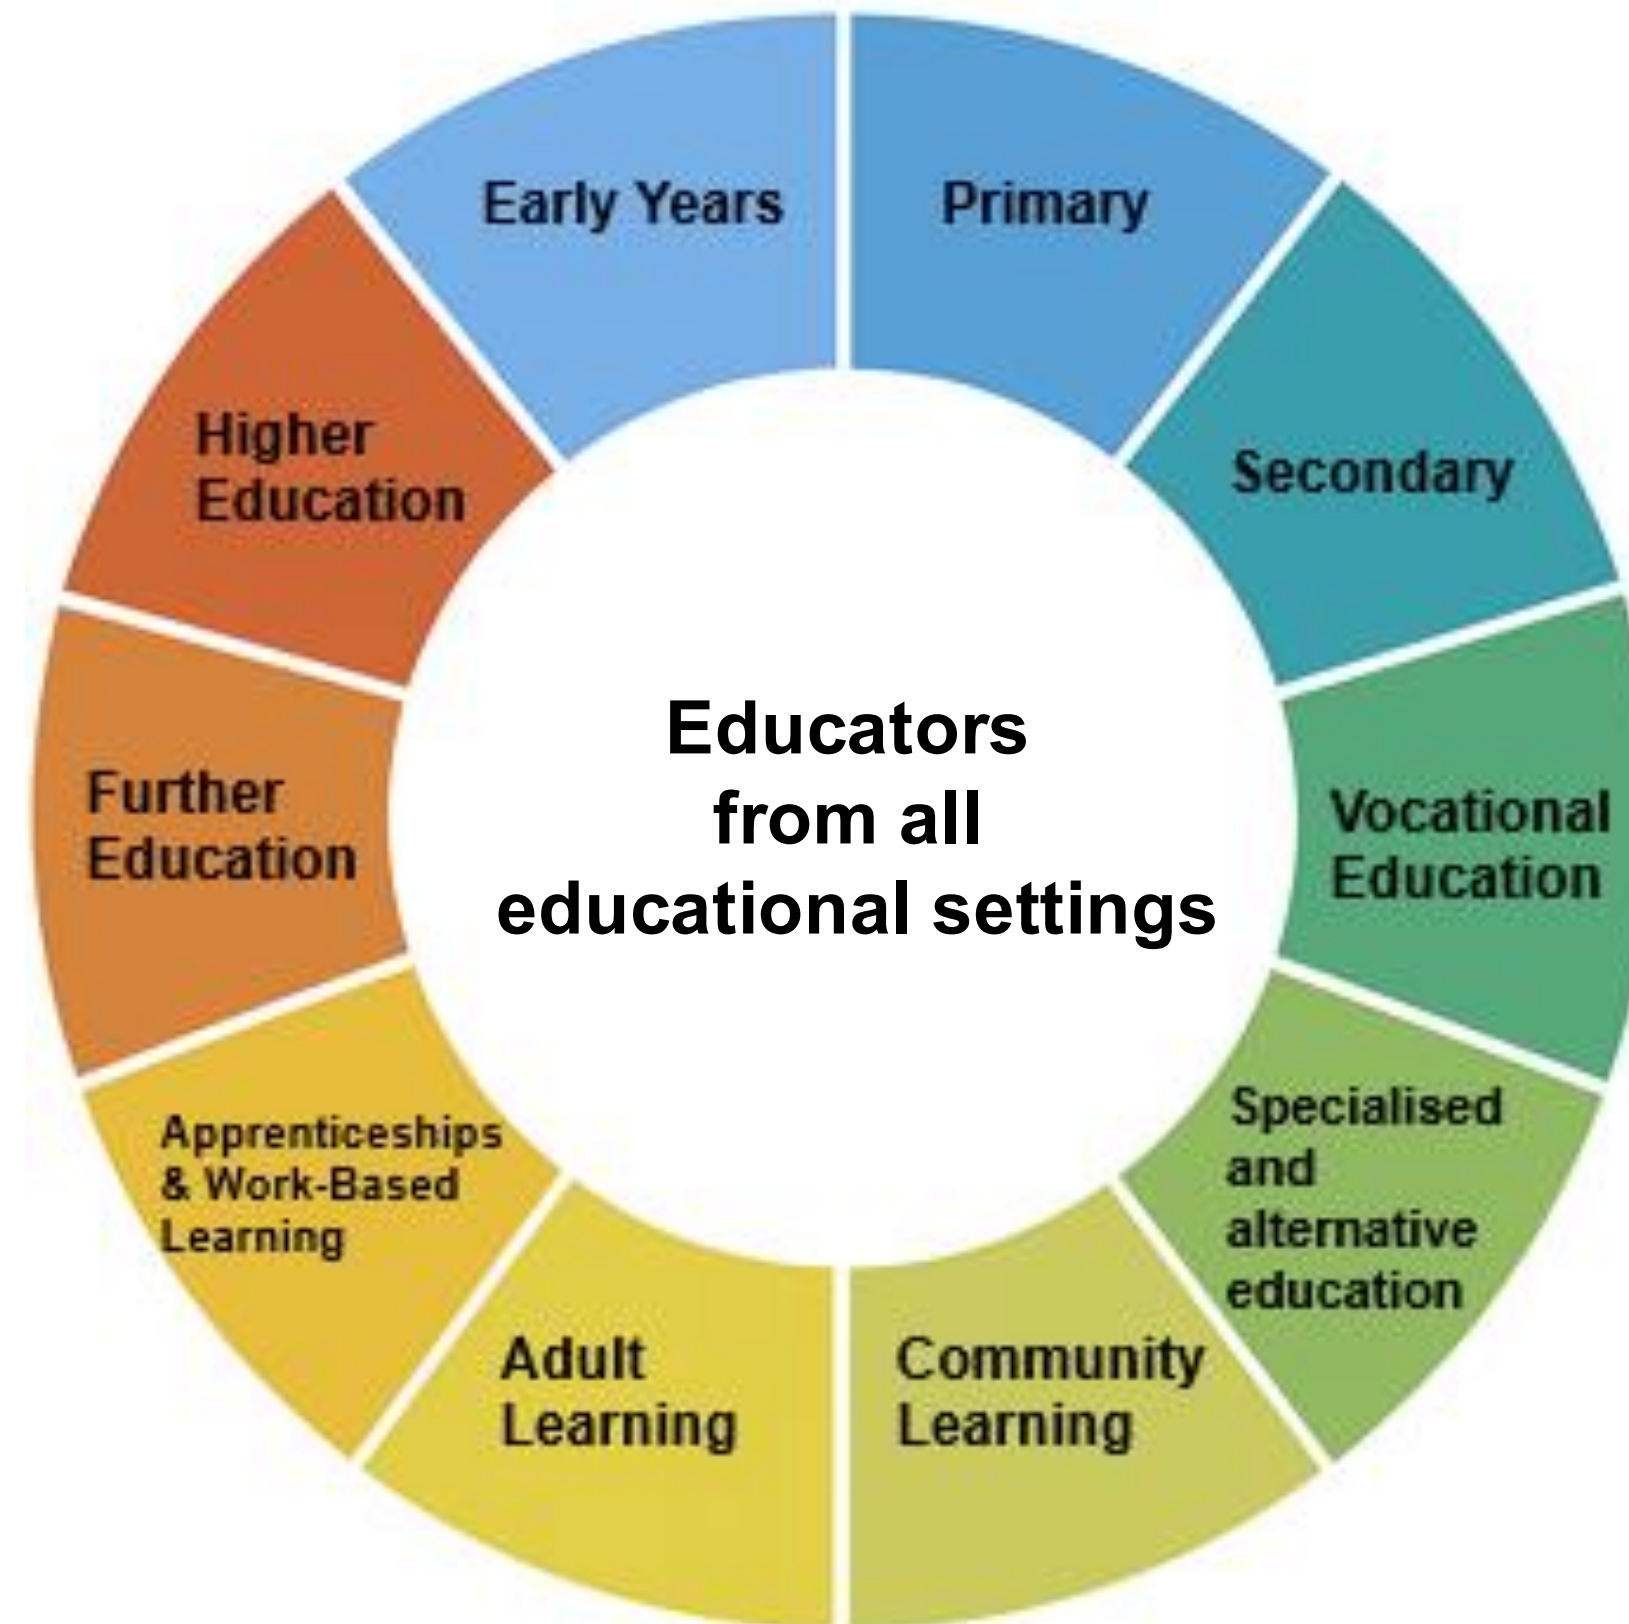 Early Years
Primary
Secondary
Vocational
Education
Specialised
and
alternative
education
Community
Learning
Adult
Learning
Apprenticeships
& Work-Based
Learning
Further
Education
Higher
Education
Educators
from all
educational settings